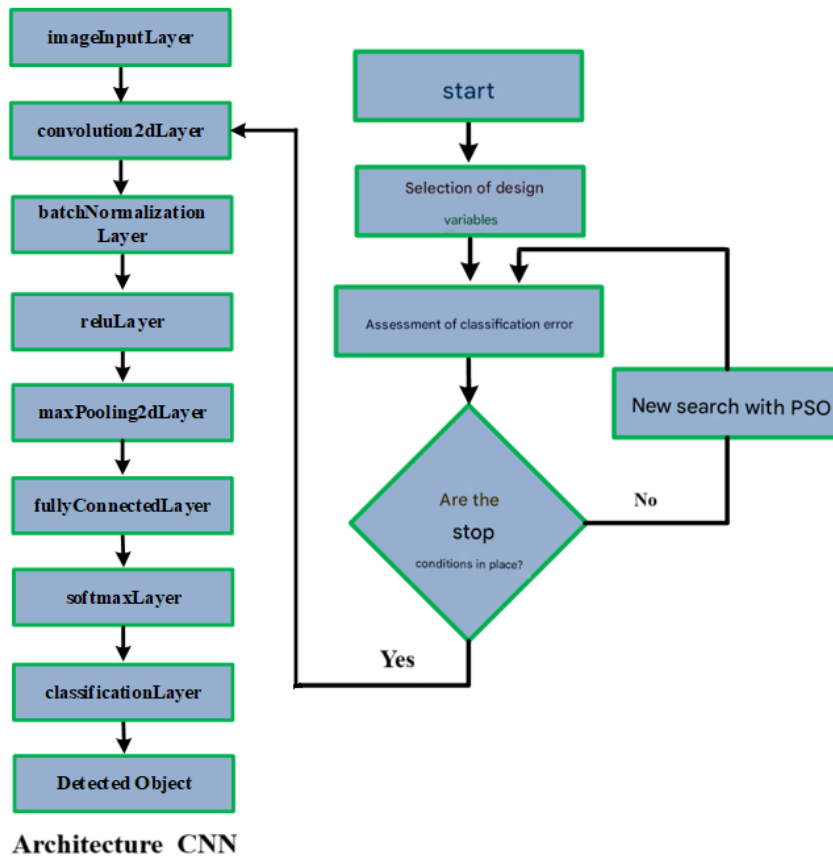 imageInputLayer
convolution2dLayer
batchNormalization
Layer
reluLayer
maxPooling2dLayer
fullyConnectedLayer
softmaxLayer
classificationLayer
Detected Object
Architecture CNN
start
Selection of design
variables
Assessment of classification error
New search with PSO
Are the
stop
conditions in place?
No
Yes